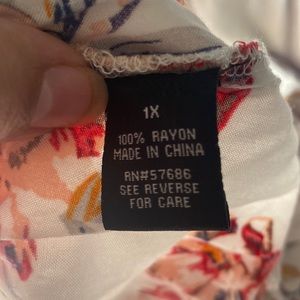 1X
100% RAYON
MADE IN CHINA
RN#57686
SEE REVERSE
FOR CARE